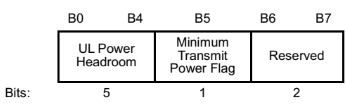 B0 B4 B5 B6 B7
UL Power Headroom
Minimum Transmit Power Flag
Reserved
Bits: 5 1 2